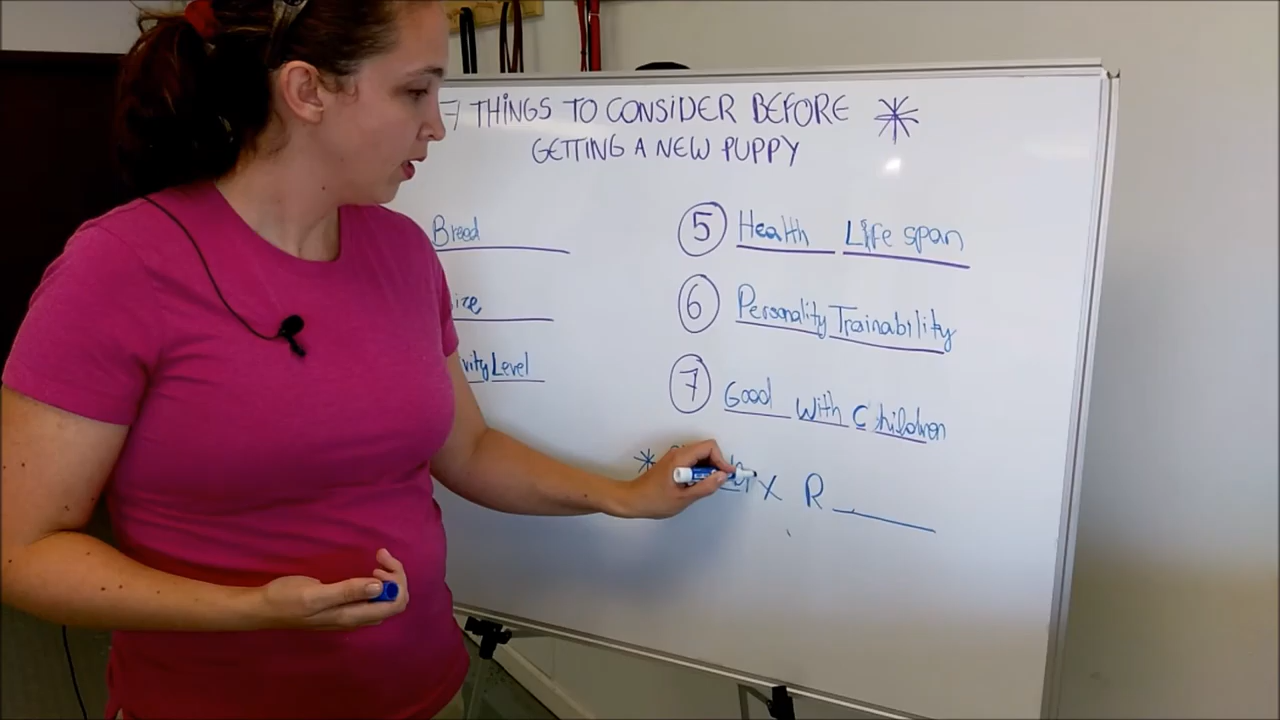 7 THINGS TO CONSIDER BEFORE
GETTING A NEW PUPPY
Breed
ize
vity Level
5 Health Life span
6 Personality Trainability
7 Good with Children
X R